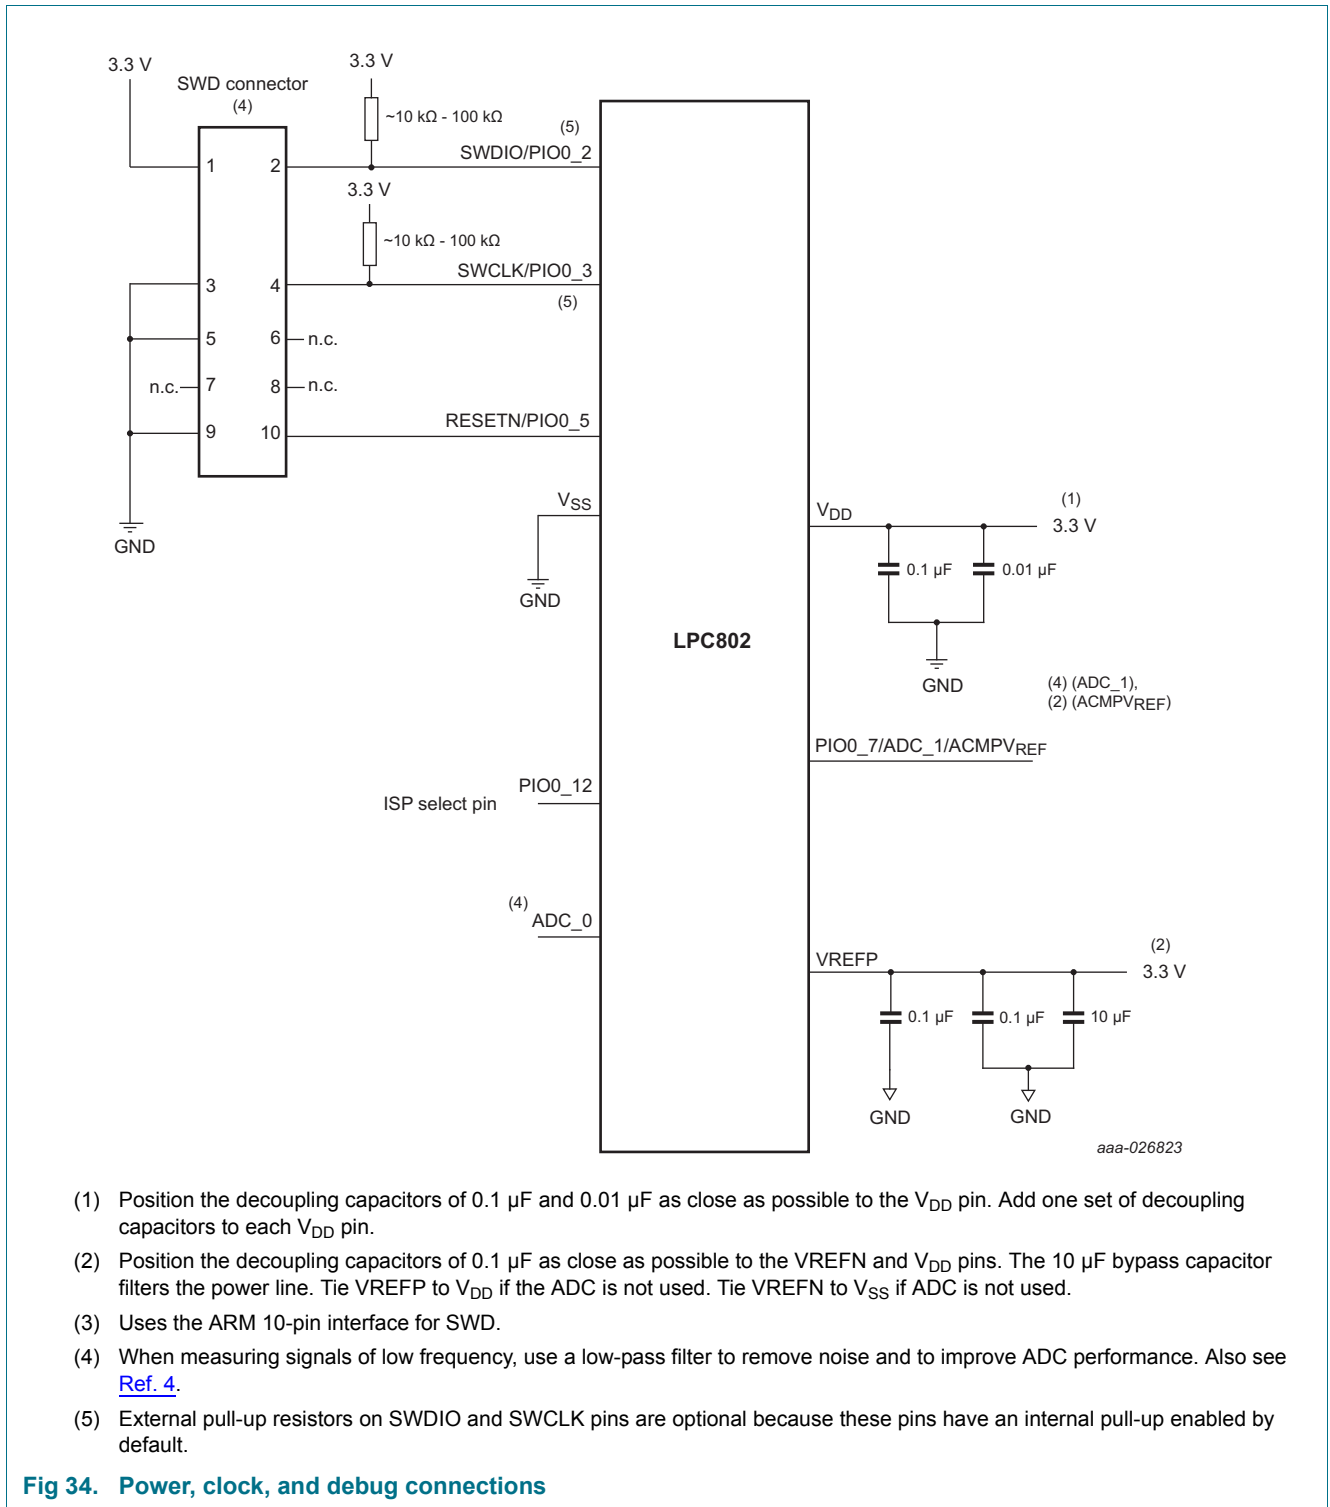 3.3 V
SWD connector
(4)
3.3 V
~10 kΩ - 100 kΩ
(5)
SWDIO/PIO0_2
1
2
3.3 V
~10 kΩ - 100 kΩ
SWCLK/PIO0_3
(5)
3
4
5
6
n.c.
n.c.
7
8
n.c.
9
10
RESETN/PIO0_5
GND
VSS
GND
LPC802
VDD
(1)
3.3 V
0.1 µF
0.01 µF
GND
(4) (ADC_1),
(2) (ACMPVREF)
PIO0_7/ADC_1/ACMPVREF
ISP select pin
PIO0_12
(4)
ADC_0
VREFP
(2)
3.3 V
0.1 µF
0.1 µF
10 µF
GND
GND
aaa-026823
(1) Position the decoupling capacitors of 0.1 µF and 0.01 µF as close as possible to the VDD pin. Add one set of decoupling
capacitors to each VDD pin.
(2) Position the decoupling capacitors of 0.1 µF as close as possible to the VREFN and VDD pins. The 10 µF bypass capacitor
filters the power line. Tie VREFP to VDD if the ADC is not used. Tie VREFN to VSS if ADC is not used.
(3) Uses the ARM 10-pin interface for SWD.
(4) When measuring signals of low frequency, use a low-pass filter to remove noise and to improve ADC performance. Also see
Ref. 4.
(5) External pull-up resistors on SWDIO and SWCLK pins are optional because these pins have an internal pull-up enabled by
default.
Fig 34. Power, clock, and debug connections